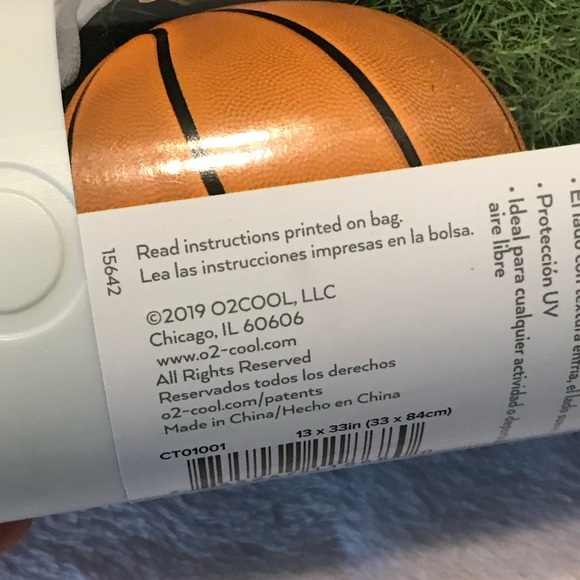 Read instructions printed on bag.
Lea las instrucciones impresas en la bolsa.
15642
©2019 O2COOL, LLC
Chicago, IL 60606
www.o2-cool.com
All Rights Reserved
Reservados todos los derechos
o2-cool.com/patents
Made in China/Hecho en China
CT01001
13 x 33in (33 x 84cm)
• Protección UV
• Ideal para cualquier actividad o
aire libre